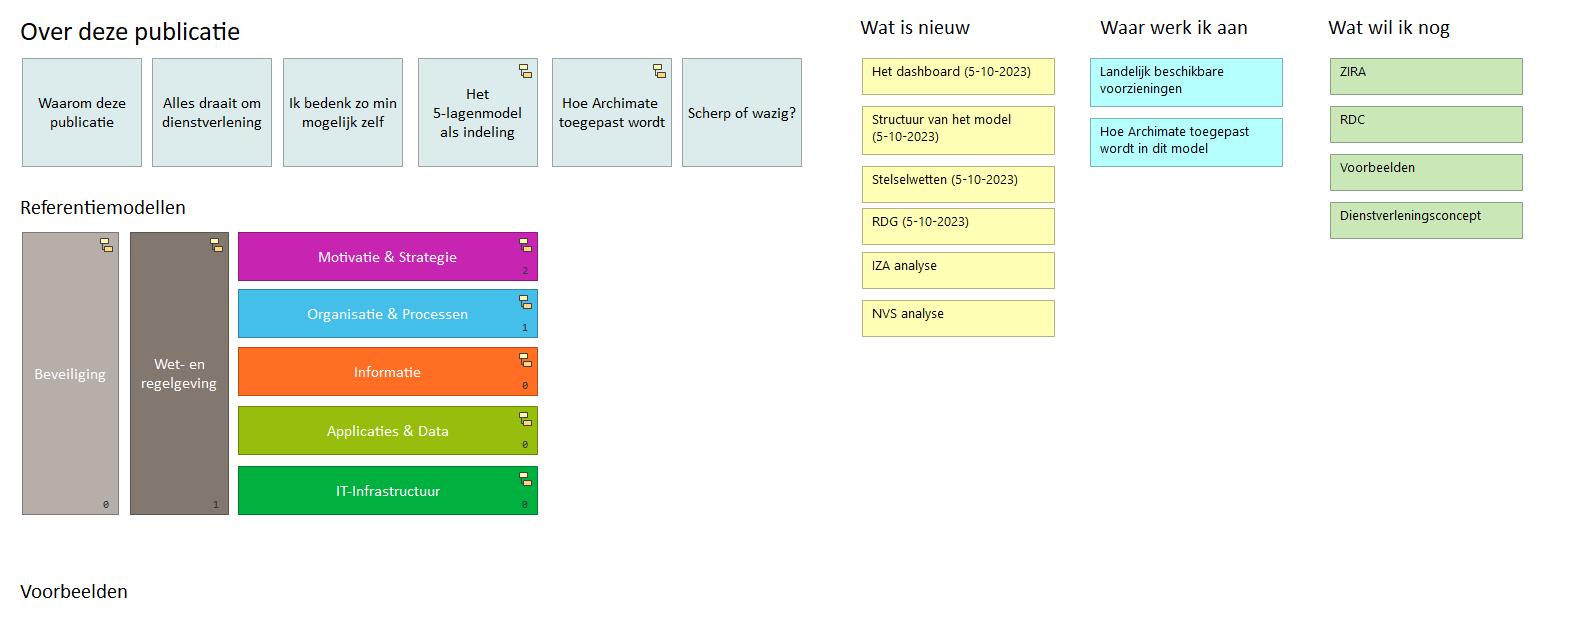 Over deze publicatie
Waarom deze
publicatie
Alles draait om
dienstverlening
Ik bedenk zo min
mogelijk zelf
Het
5-lagenmodel
als indeling
Hoe Archimate
toegepast wordt
Scherp of wazig?
Referentiemodellen
Beveiliging
0
Wet- en
regelgeving
1
Motivatie & Strategie
2
Organisatie & Processen
1
Informatie
0
Applicaties & Data
0
IT-Infrastructuur
0
Voorbeelden
Wat is nieuw
Het dashboard (5-10-2023)
Structuur van het model
(5-10-2023)
Stelselwetten (5-10-2023)
RDG (5-10-2023)
IZA analyse
NVS analyse
Waar werk ik aan
Landelijk beschikbare
voorzieningen
Hoe Archimate toegepast
wordt in dit model
Wat wil ik nog
ZIRA
RDC
Voorbeelden
Dienstverleningsconcept